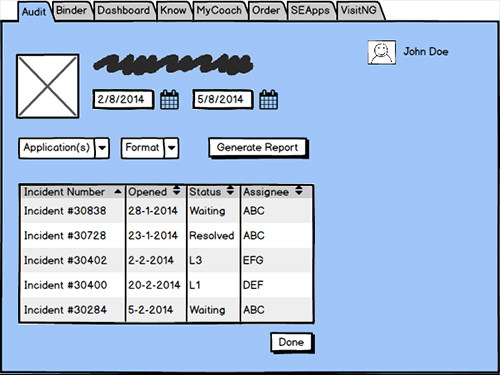 Audit Binder Dashboard Know MyCoach Order SEApps VisitNG
John Doe
2/8/2014 5/8/2014
Application(s) Format Generate Report
Incident Number Opened Status Assignee
Incident #30838 28-1-2014 Waiting ABC
Incident #30728 23-1-2014 Resolved ABC
Incident #30402 2-2-2014 L3 EFG
Incident #30400 20-2-2014 L1 DEF
Incident #30284 5-2-2014 Waiting ABC
Done